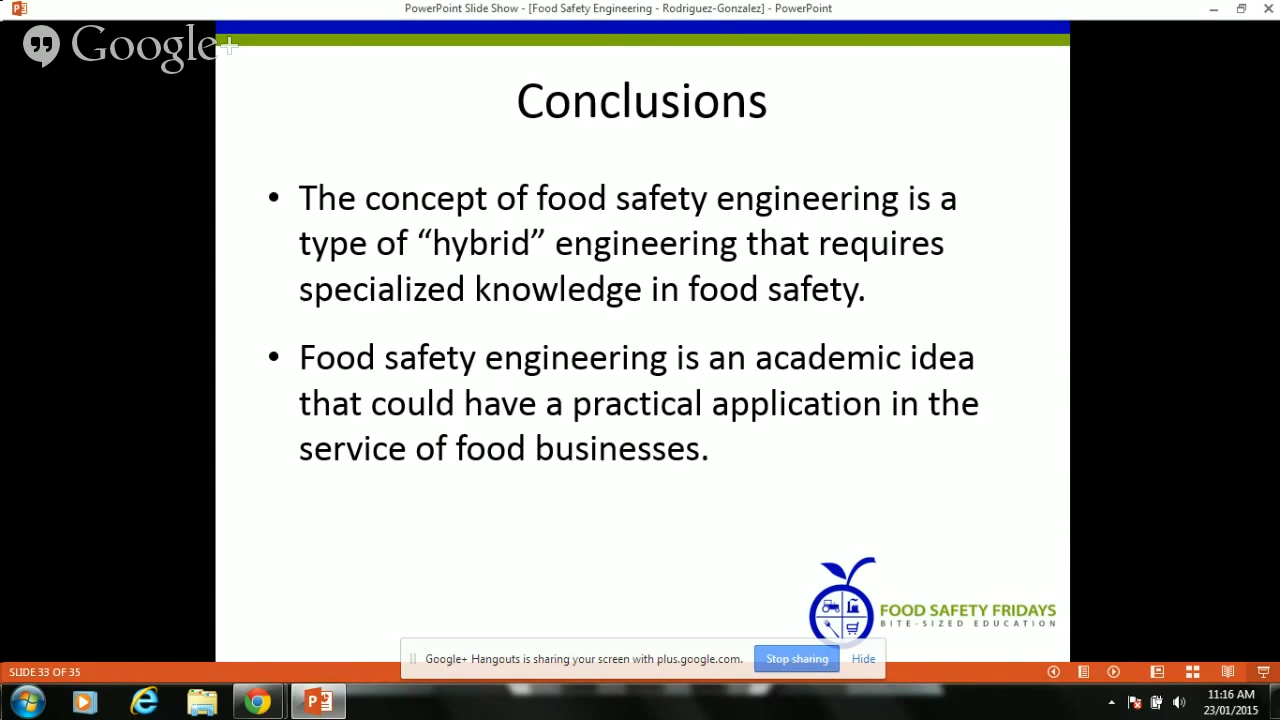 PowerPoint Slide Show - [Food Safety Engineering - Rodriguez-Gonzalez] - PowerPoint
Google+
Conclusions
• The concept of food safety engineering is a
type of “hybrid” engineering that requires
specialized knowledge in food safety.
• Food safety engineering is an academic idea
that could have a practical application in the
service of food businesses.
FOOD SAFETY FRIDAYS
BITE-SIZED EDUCATION
Google+ Hangouts is sharing your screen with plus.google.com. Stop sharing Hide
SLIDE 33 OF 35
11:16 AM
23/01/2015